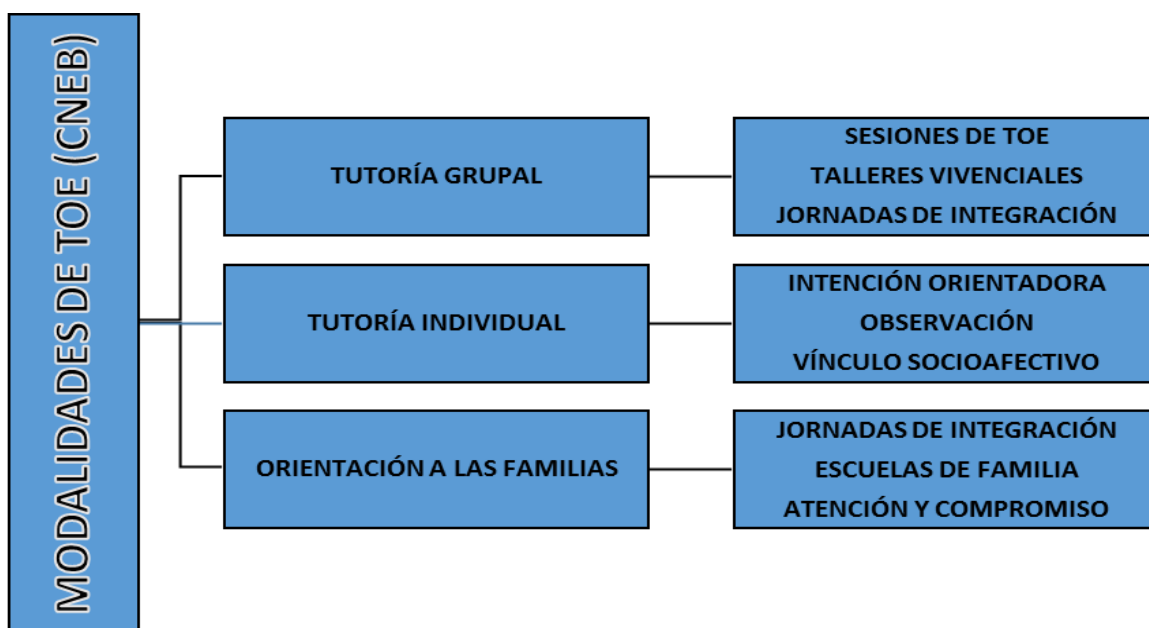 MODALIDADES DE TOE (CNEB)
TUTORÍA GRUPAL
SESIONES DE TOE
TALLERES VIVENCIALES
JORNADAS DE INTEGRACIÓN
TUTORÍA INDIVIDUAL
INTENCIÓN ORIENTADORA
OBSERVACIÓN
VÍNCULO SOCIOAFECTIVO
ORIENTACIÓN A LAS FAMILIAS
JORNADAS DE INTEGRACIÓN
ESCUELAS DE FAMILIA
ATENCIÓN Y COMPROMISO